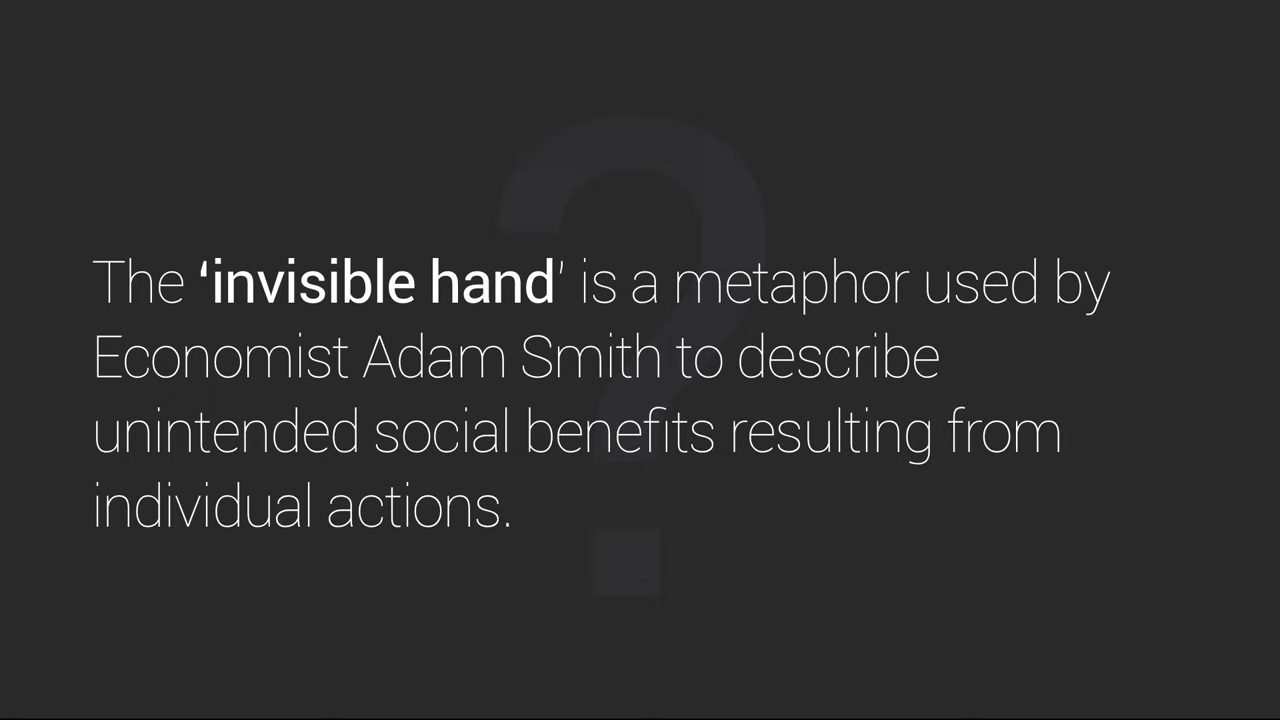 The ‘invisible hand’ is a metaphor used by
Economist Adam Smith to describe
unintended social benefits resulting from
individual actions.